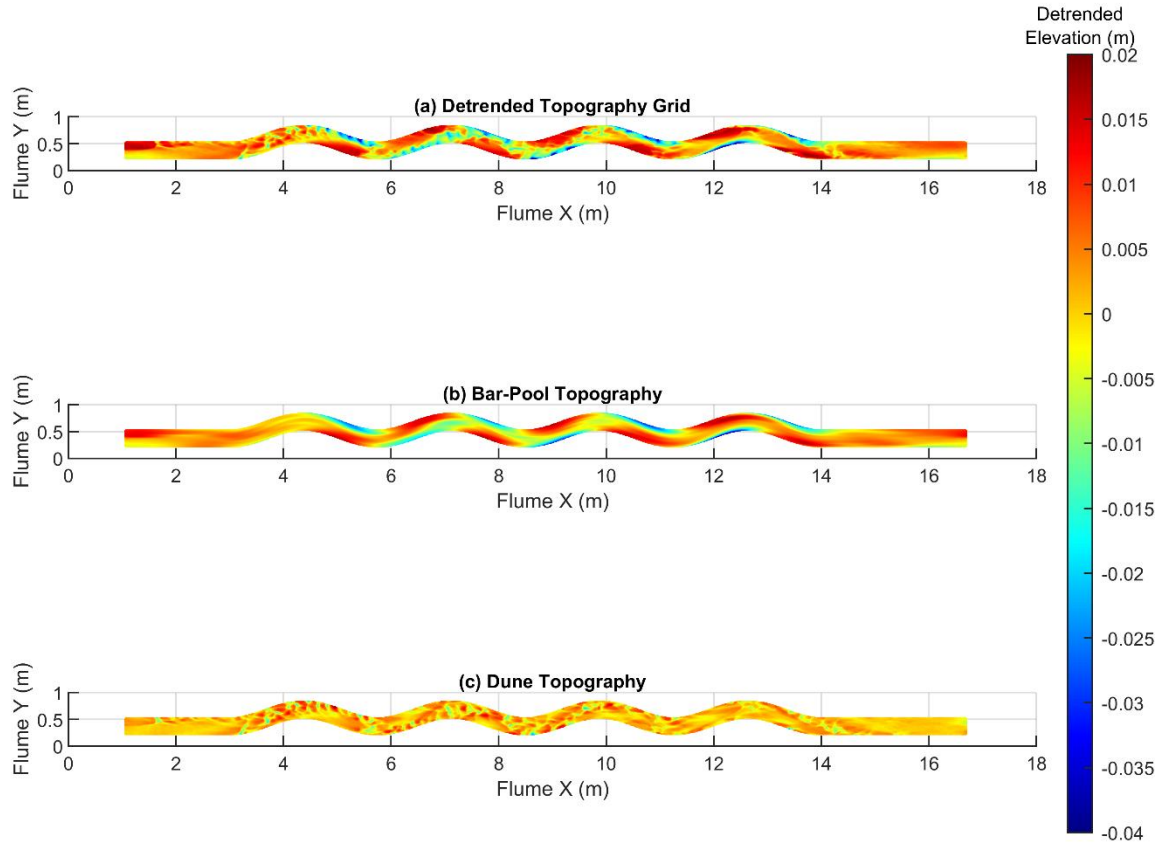 Detrended
Elevation (m)
0.02
0.015
0.01
0.005
0
-0.005
-0.01
-0.015
-0.02
-0.025
-0.03
-0.035
-0.04
(a) Detrended Topography Grid
Flume Y (m)
1
0.5
0
0 2 4 6 8 10 12 14 16 18
Flume X (m)
(b) Bar-Pool Topography
Flume Y (m)
1
0.5
0
0 2 4 6 8 10 12 14 16 18
Flume X (m)
(c) Dune Topography
Flume Y (m)
1
0.5
0
0 2 4 6 8 10 12 14 16 18
Flume X (m)